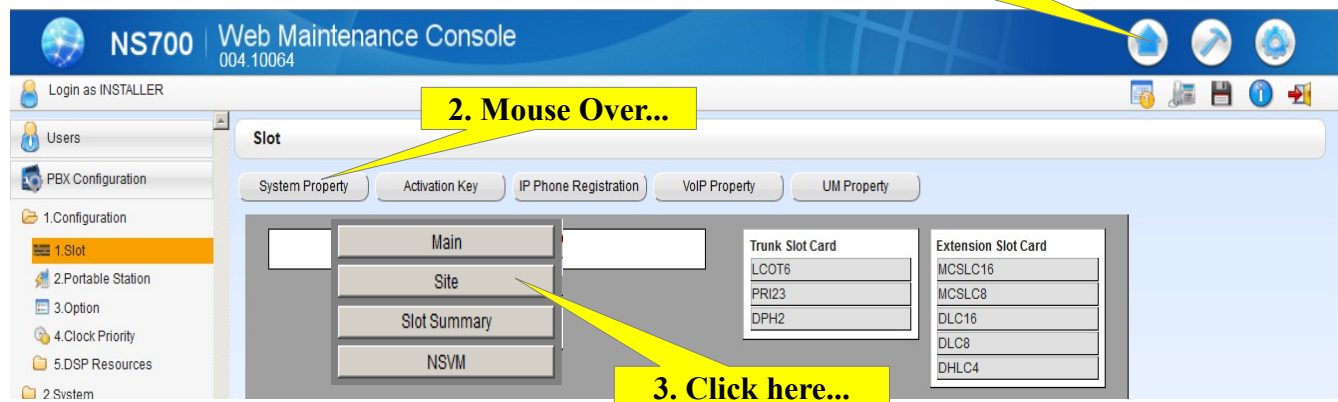 NS700
Web Maintenance Console
004.10064
Login as INSTALLER
2. Mouse Over...
Users
Slot
PBX Configuration
System Property
Activation Key
IP Phone Registration
VoIP Property
UM Property
1.Configuration
1.Slot
2.Portable Station
3.Option
4.Clock Priority
5.DSP Resources
2.System
Main
Site
Slot Summary
NSVM
Trunk Slot Card
LCOT6
PRI23
DPH2
Extension Slot Card
MCSLC16
MCSLC8
DLC16
DLC8
DHLC4
3. Click here...